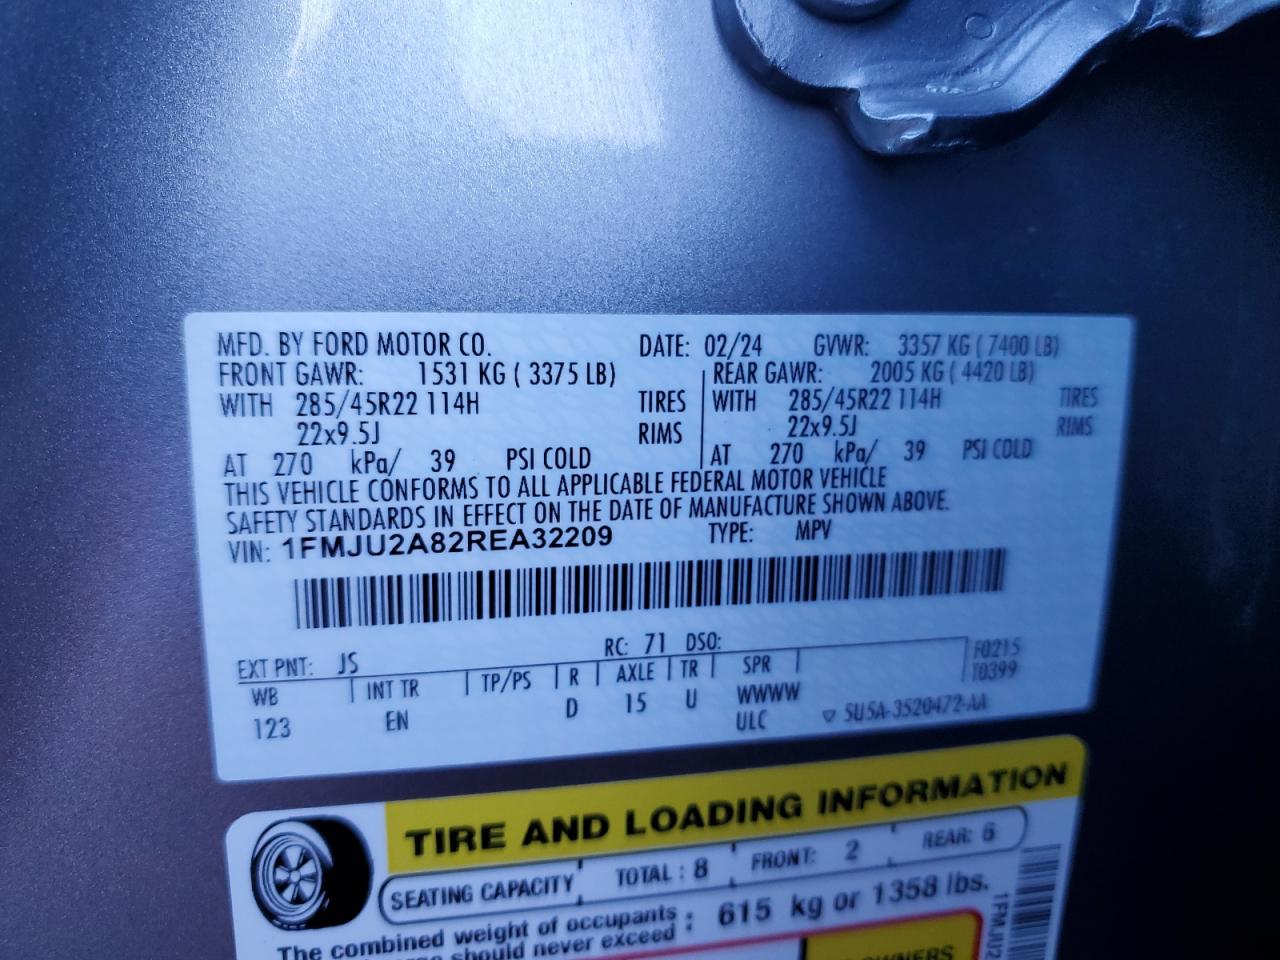 MFD. BY FORD MOTOR CO. DATE: 02/24 GVWR: 3357 KG ( 7400 LB)
FRONT GAWR: 1531 KG ( 3375 LB) REAR GAWR: 2005 KG ( 4420 LB)
WITH 285/45R22 114H TIRES WITH 285/45R22 114H TIRES
22x9.5J RIMS 22x9.5J RIMS
AT 270 kPa/ 39 PSI COLD AT 270 kPa/ 39 PSI COLD
THIS VEHICLE CONFORMS TO ALL APPLICABLE FEDERAL MOTOR VEHICLE
SAFETY STANDARDS IN EFFECT ON THE DATE OF MANUFACTURE SHOWN ABOVE.
VIN: 1FMJU2A82REA32209 TYPE: MPV
RC: 71 DSO:
EXT PNT: JS F0215
WB INT TR TP/PS R AXLE TR SPR T0399
123 EN D 15 U WWWW
ULC ▽ 5U5A-3520472-AA
TIRE AND LOADING INFORMATION
SEATING CAPACITY TOTAL : 8 FRONT: 2 REAR: 6
The combined weight of occupants : 615 kg or 1358 lbs.
should never exceed
OWNERS
1FMJU2